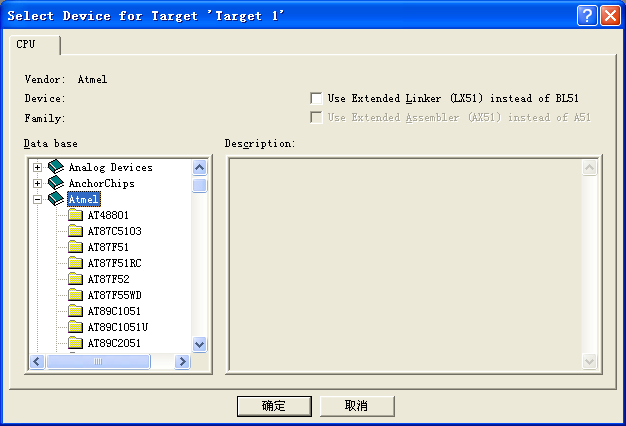 Select Device for Target 'Target 1'
CPU
Vendor: Atmel
Device:
Use Extended Linker (LX51) instead of BL51
Family:
Use Extended Assembler (AX51) instead of A51
Data base
Description:
Analog Devices
AnchorChips
Atmel
AT48801
AT87C5103
AT87F51
AT87F51RC
AT87F52
AT87F55WD
AT89C1051
AT89C1051U
AT89C2051
确定
取消